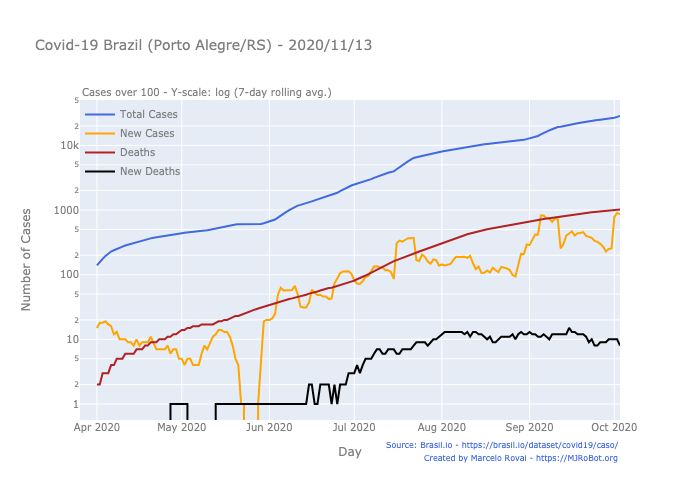 Covid-19 Brazil (Porto Alegre/RS) - 2020/11/13
Cases over 100 - Y-scale: log (7-day rolling avg.)
Total Cases
New Cases
Deaths
New Deaths
5
2
10k
5
2
1000
5
2
100
5
2
10
5
2
1
Number of Cases
Apr 2020
May 2020
Jun 2020
Jul 2020
Aug 2020
Sep 2020
Oct 2020
Day
Source: Brasil.io - https://brasil.io/dataset/covid19/caso/
Created by Marcelo Rovai - https://MJRoBot.org